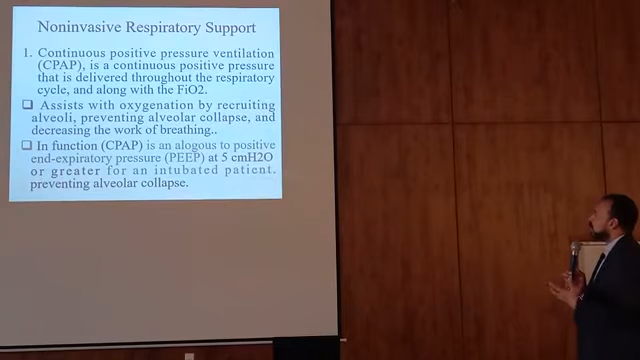 Noninvasive Respiratory Support
1. Continuous positive pressure ventilation
(CPAP), is a continuous positive pressure
that is delivered throughout the respiratory
cycle, and along with the FiO2.
Assists with oxygenation by recruiting
alveoli, preventing alveolar collapse, and
decreasing the work of breathing..
In function (CPAP) is an alogous to positive
end-expiratory pressure (PEEP) at 5 cmH2O
or greater for an intubated patient.
preventing alveolar collapse.